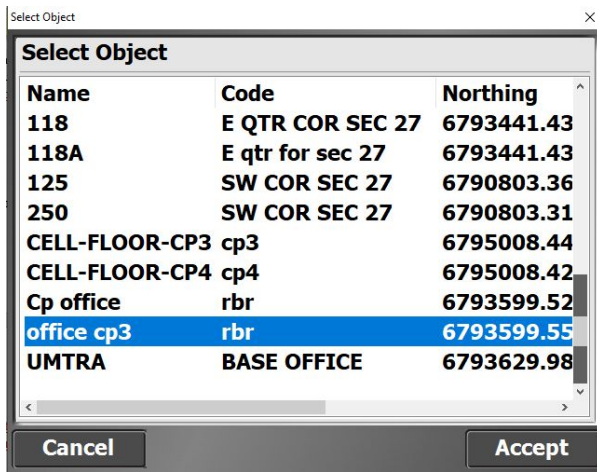 Select Object
Select Object
Name Code Northing
118 E QTR COR SEC 27 6793441.43
118A E qtr for sec 27 6793441.43
125 SW COR SEC 27 6790803.36
250 SW COR SEC 27 6790803.31
CELL-FLOOR-CP3 cp3 6795008.44
CELL-FLOOR-CP4 cp4 6795008.42
Cp office rbr 6793599.52
office cp3 rbr 6793599.55
UMTRA BASE OFFICE 6793629.98
Cancel Accept